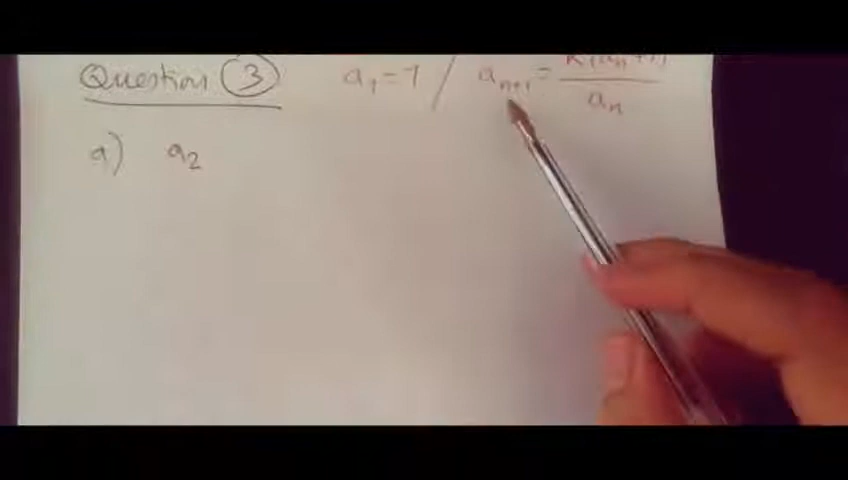 Question (3) a₁ = 7 / aₙ₊₁ = aₙ
a) a₂